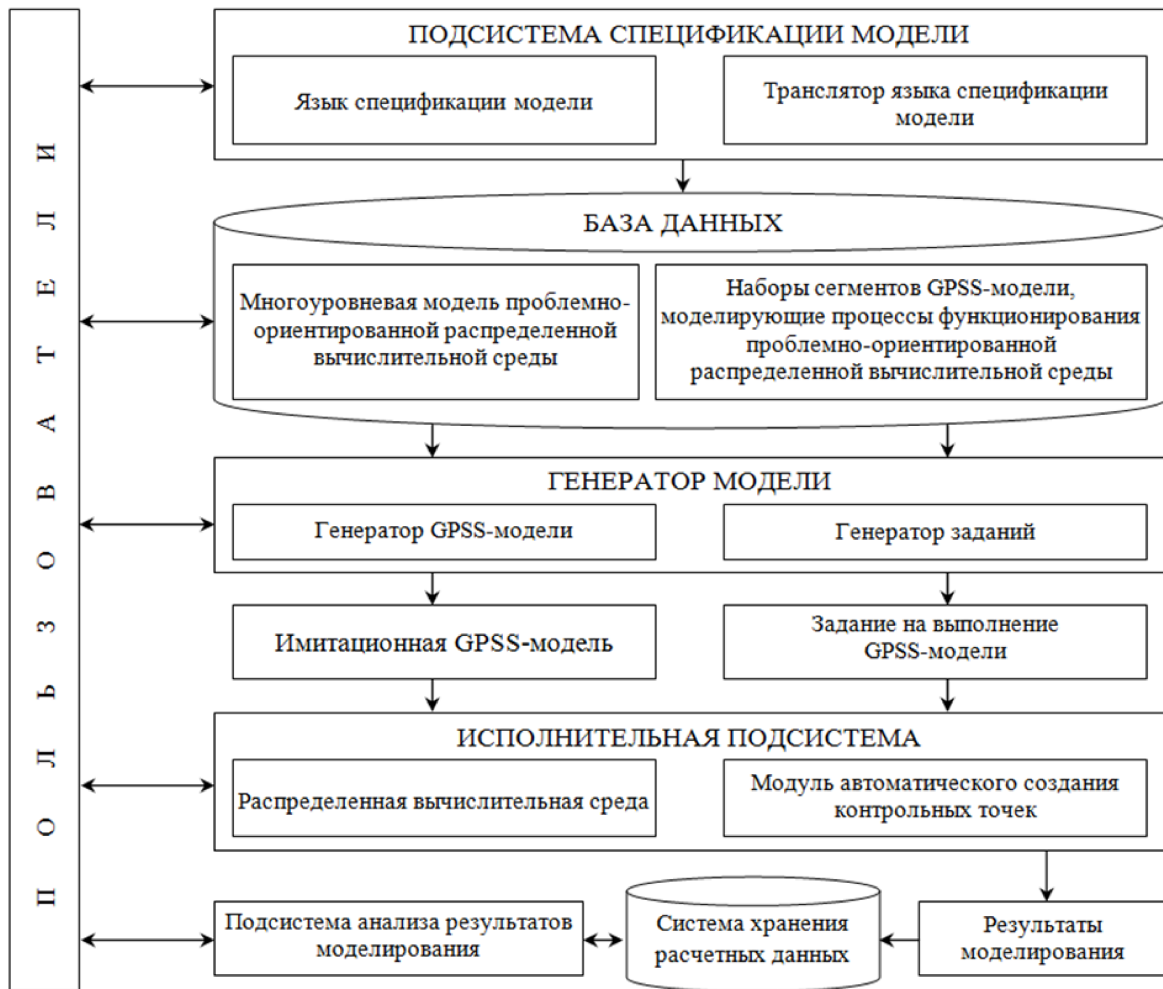 ПОЛЬЗОВАТЕЛИ
ПОДСИСТЕМА СПЕЦИФИКАЦИИ МОДЕЛИ
Язык спецификации модели
Транслятор языка спецификации
модели
БАЗА ДАННЫХ
Многоуровневая модель проблемно-
ориентированной распределенной
вычислительной среды
Наборы сегментов GPSS-модели,
моделирующие процессы функционирования
проблемно-ориентированной
распределенной вычислительной среды
ГЕНЕРАТОР МОДЕЛИ
Генератор GPSS-модели
Генератор заданий
Имитационная GPSS-модель
Задание на выполнение
GPSS-модели
ИСПОЛНИТЕЛЬНАЯ ПОДСИСТЕМА
Распределенная вычислительная среда
Модуль автоматического создания
контрольных точек
Подсистема анализа результатов
моделирования
Система хранения
расчетных данных
Результаты
моделирования